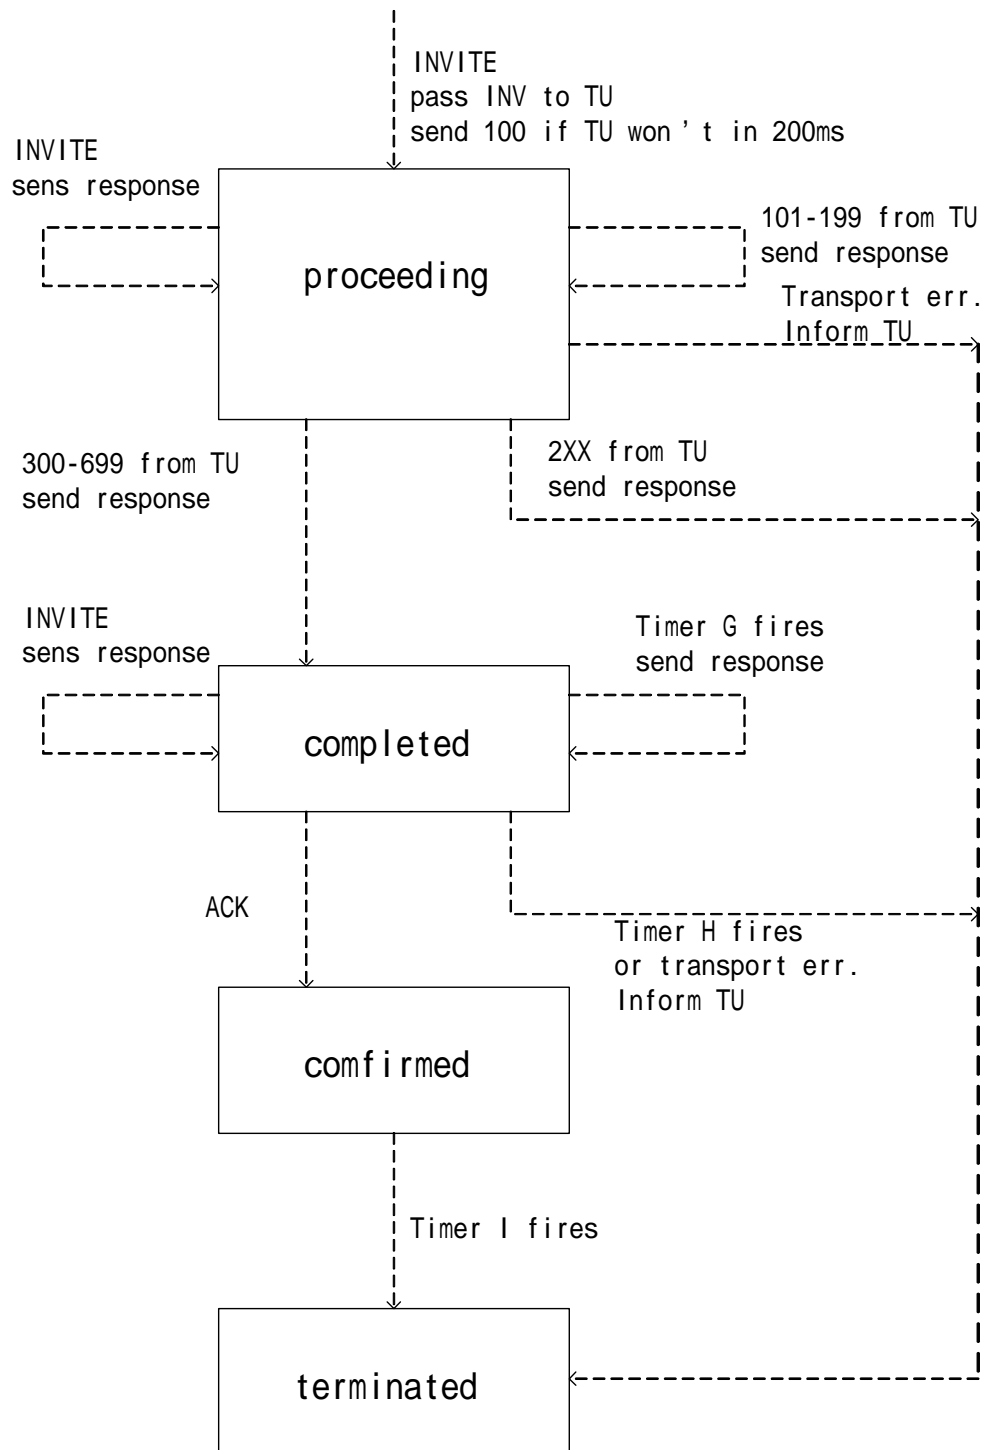 INVITE
pass INV to TU
send 100 if TU won't in 200ms
INVITE
sens response
101-199 from TU
send response
proceeding
Transport err.
Inform TU
300-699 from TU
send response
2XX from TU
send response
INVITE
sens response
Timer G fires
send response
completed
ACK
Timer H fires
or transport err.
Inform TU
comfirmed
Timer I fires
terminated